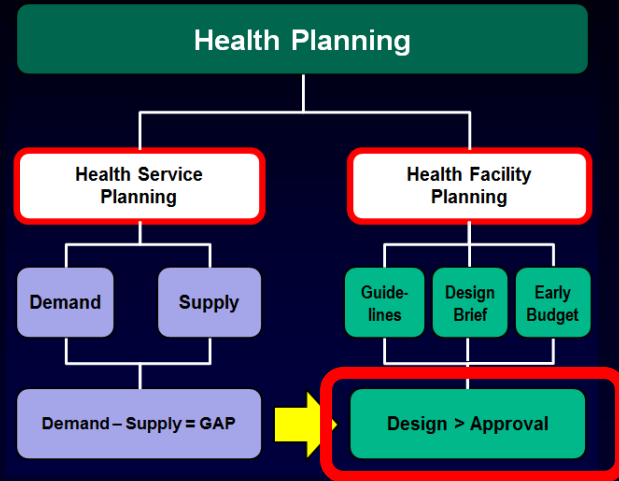 Health Planning
Health Service
Planning
Health Facility
Planning
Demand
Supply
Guide-
lines
Design
Brief
Early
Budget
Demand – Supply = GAP
Design > Approval